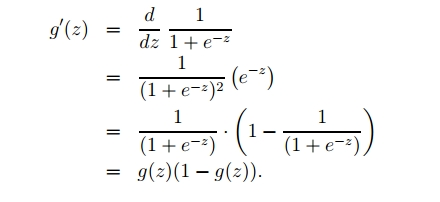 g′(z) = d/dz 1/(1 + e^{−z})
= 1/(1 + e^{−z})² (e^{−z})
= 1/(1 + e^{−z}) · (1 − 1/(1 + e^{−z}))
= g(z)(1 − g(z)).